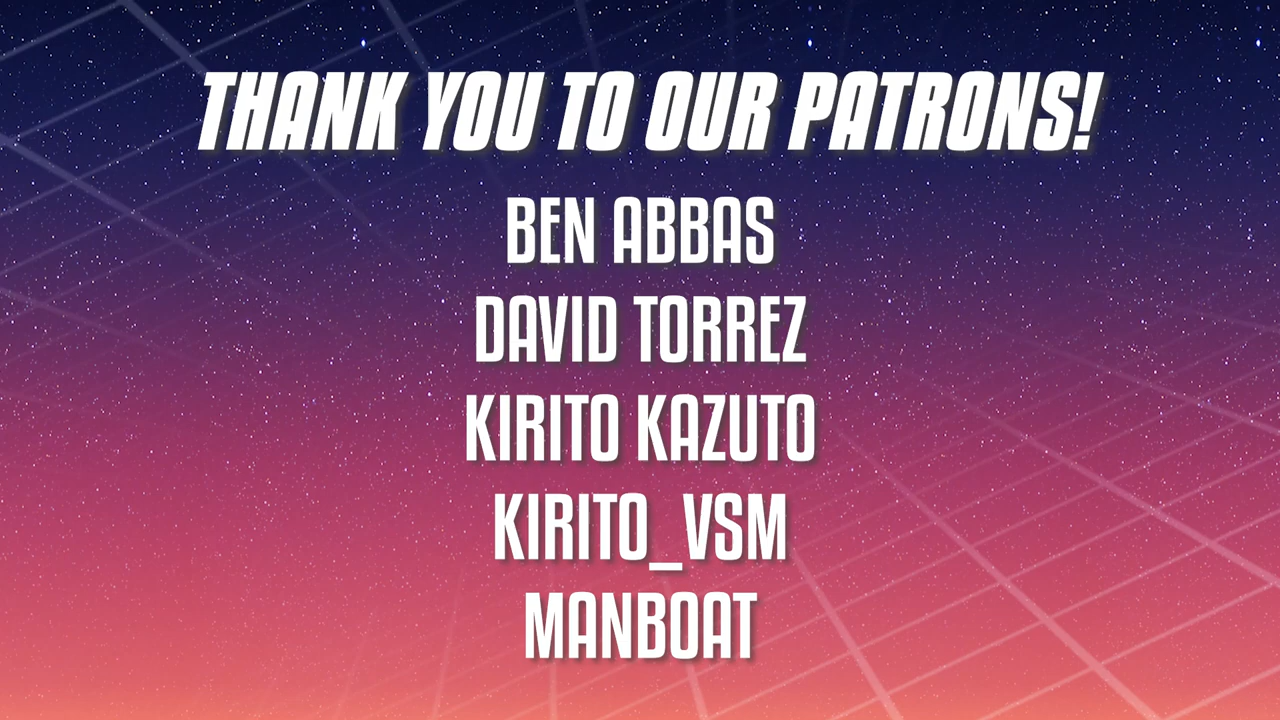 THANK YOU TO OUR PATRONS!
BEN ABBAS
DAVID TORREZ
KIRITO KAZUTO
KIRITO_VSM
MANBOAT